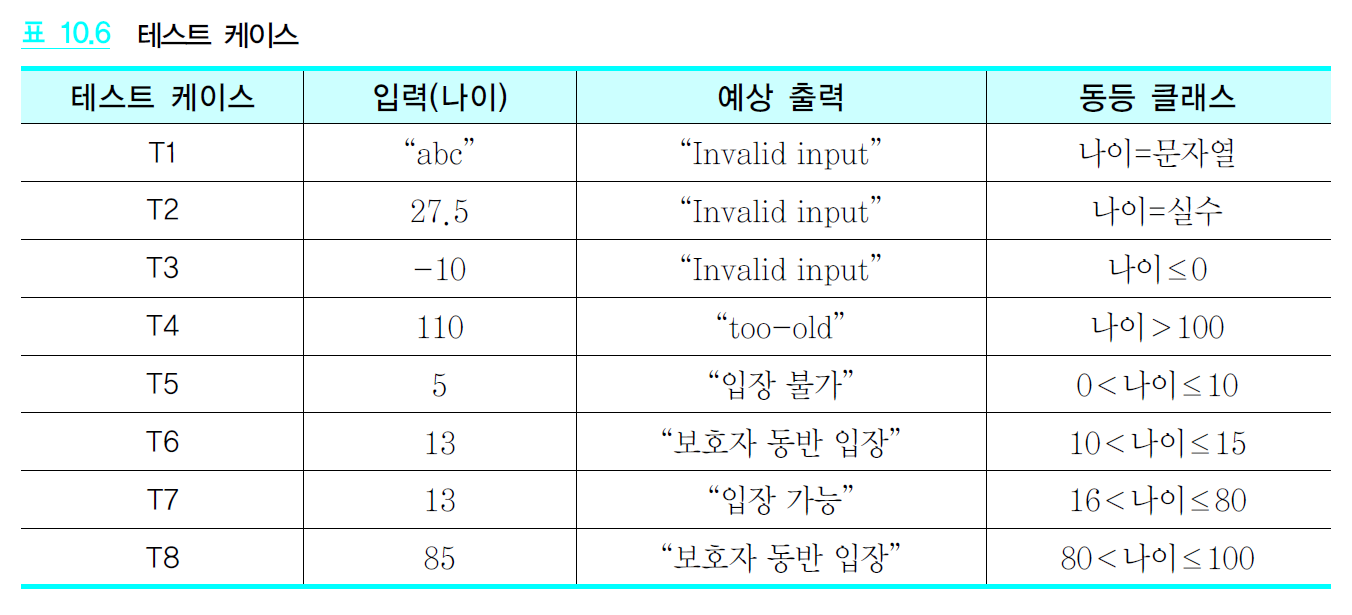 표 10.6 테스트 케이스
테스트 케이스 입력(나이) 예상 출력 동등 클래스
T1 “abc” “Invalid input” 나이=문자열
T2 27.5 “Invalid input” 나이=실수
T3 -10 “Invalid input” 나이≤0
T4 110 “too-old” 나이>100
T5 5 “입장 불가” 0<나이≤10
T6 13 “보호자 동반 입장” 10<나이≤15
T7 13 “입장 가능” 16<나이≤80
T8 85 “보호자 동반 입장” 80<나이≤100